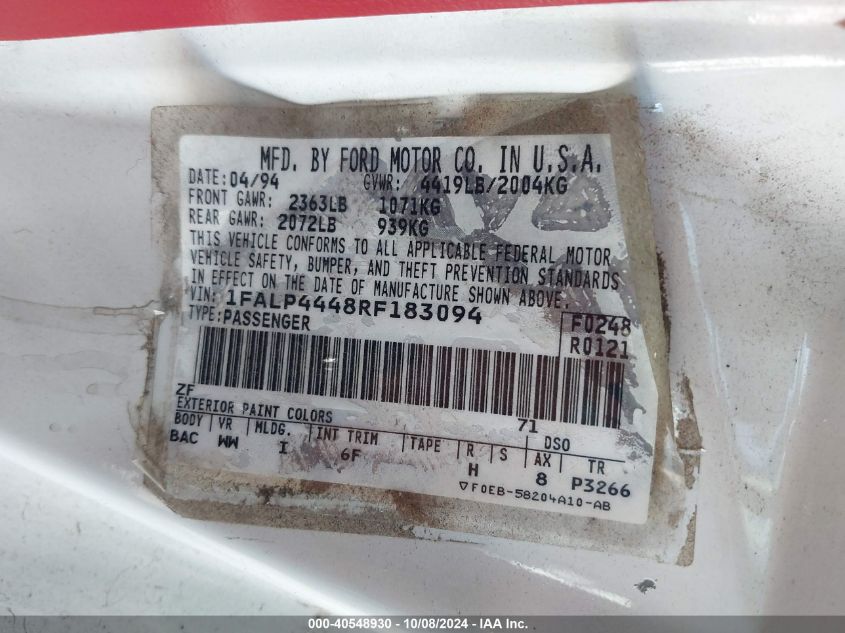 MFD. BY FORD MOTOR CO. IN U.S.A.
DATE: 04/94 GVWR: 4419LB/2004KG
FRONT GAWR: 2363LB 1071KG
REAR GAWR: 2072LB 939KG
THIS VEHICLE CONFORMS TO ALL APPLICABLE FEDERAL MOTOR
VEHICLE SAFETY, BUMPER, AND THEFT PREVENTION STANDARDS
IN EFFECT ON THE DATE OF MANUFACTURE SHOWN ABOVE.
VIN: 1FALP4448RF183094
TYPE: PASSENGER
F0248
R0121
ZF 71
EXTERIOR PAINT COLORS DSO
BODY VR MLDG. INT TRIM TAPE R S AX TR
BAC WW I 6F H 8 P3266
▽F0EB-58204A10-AB
000-40548930 - 10/08/2024 - IAA Inc.